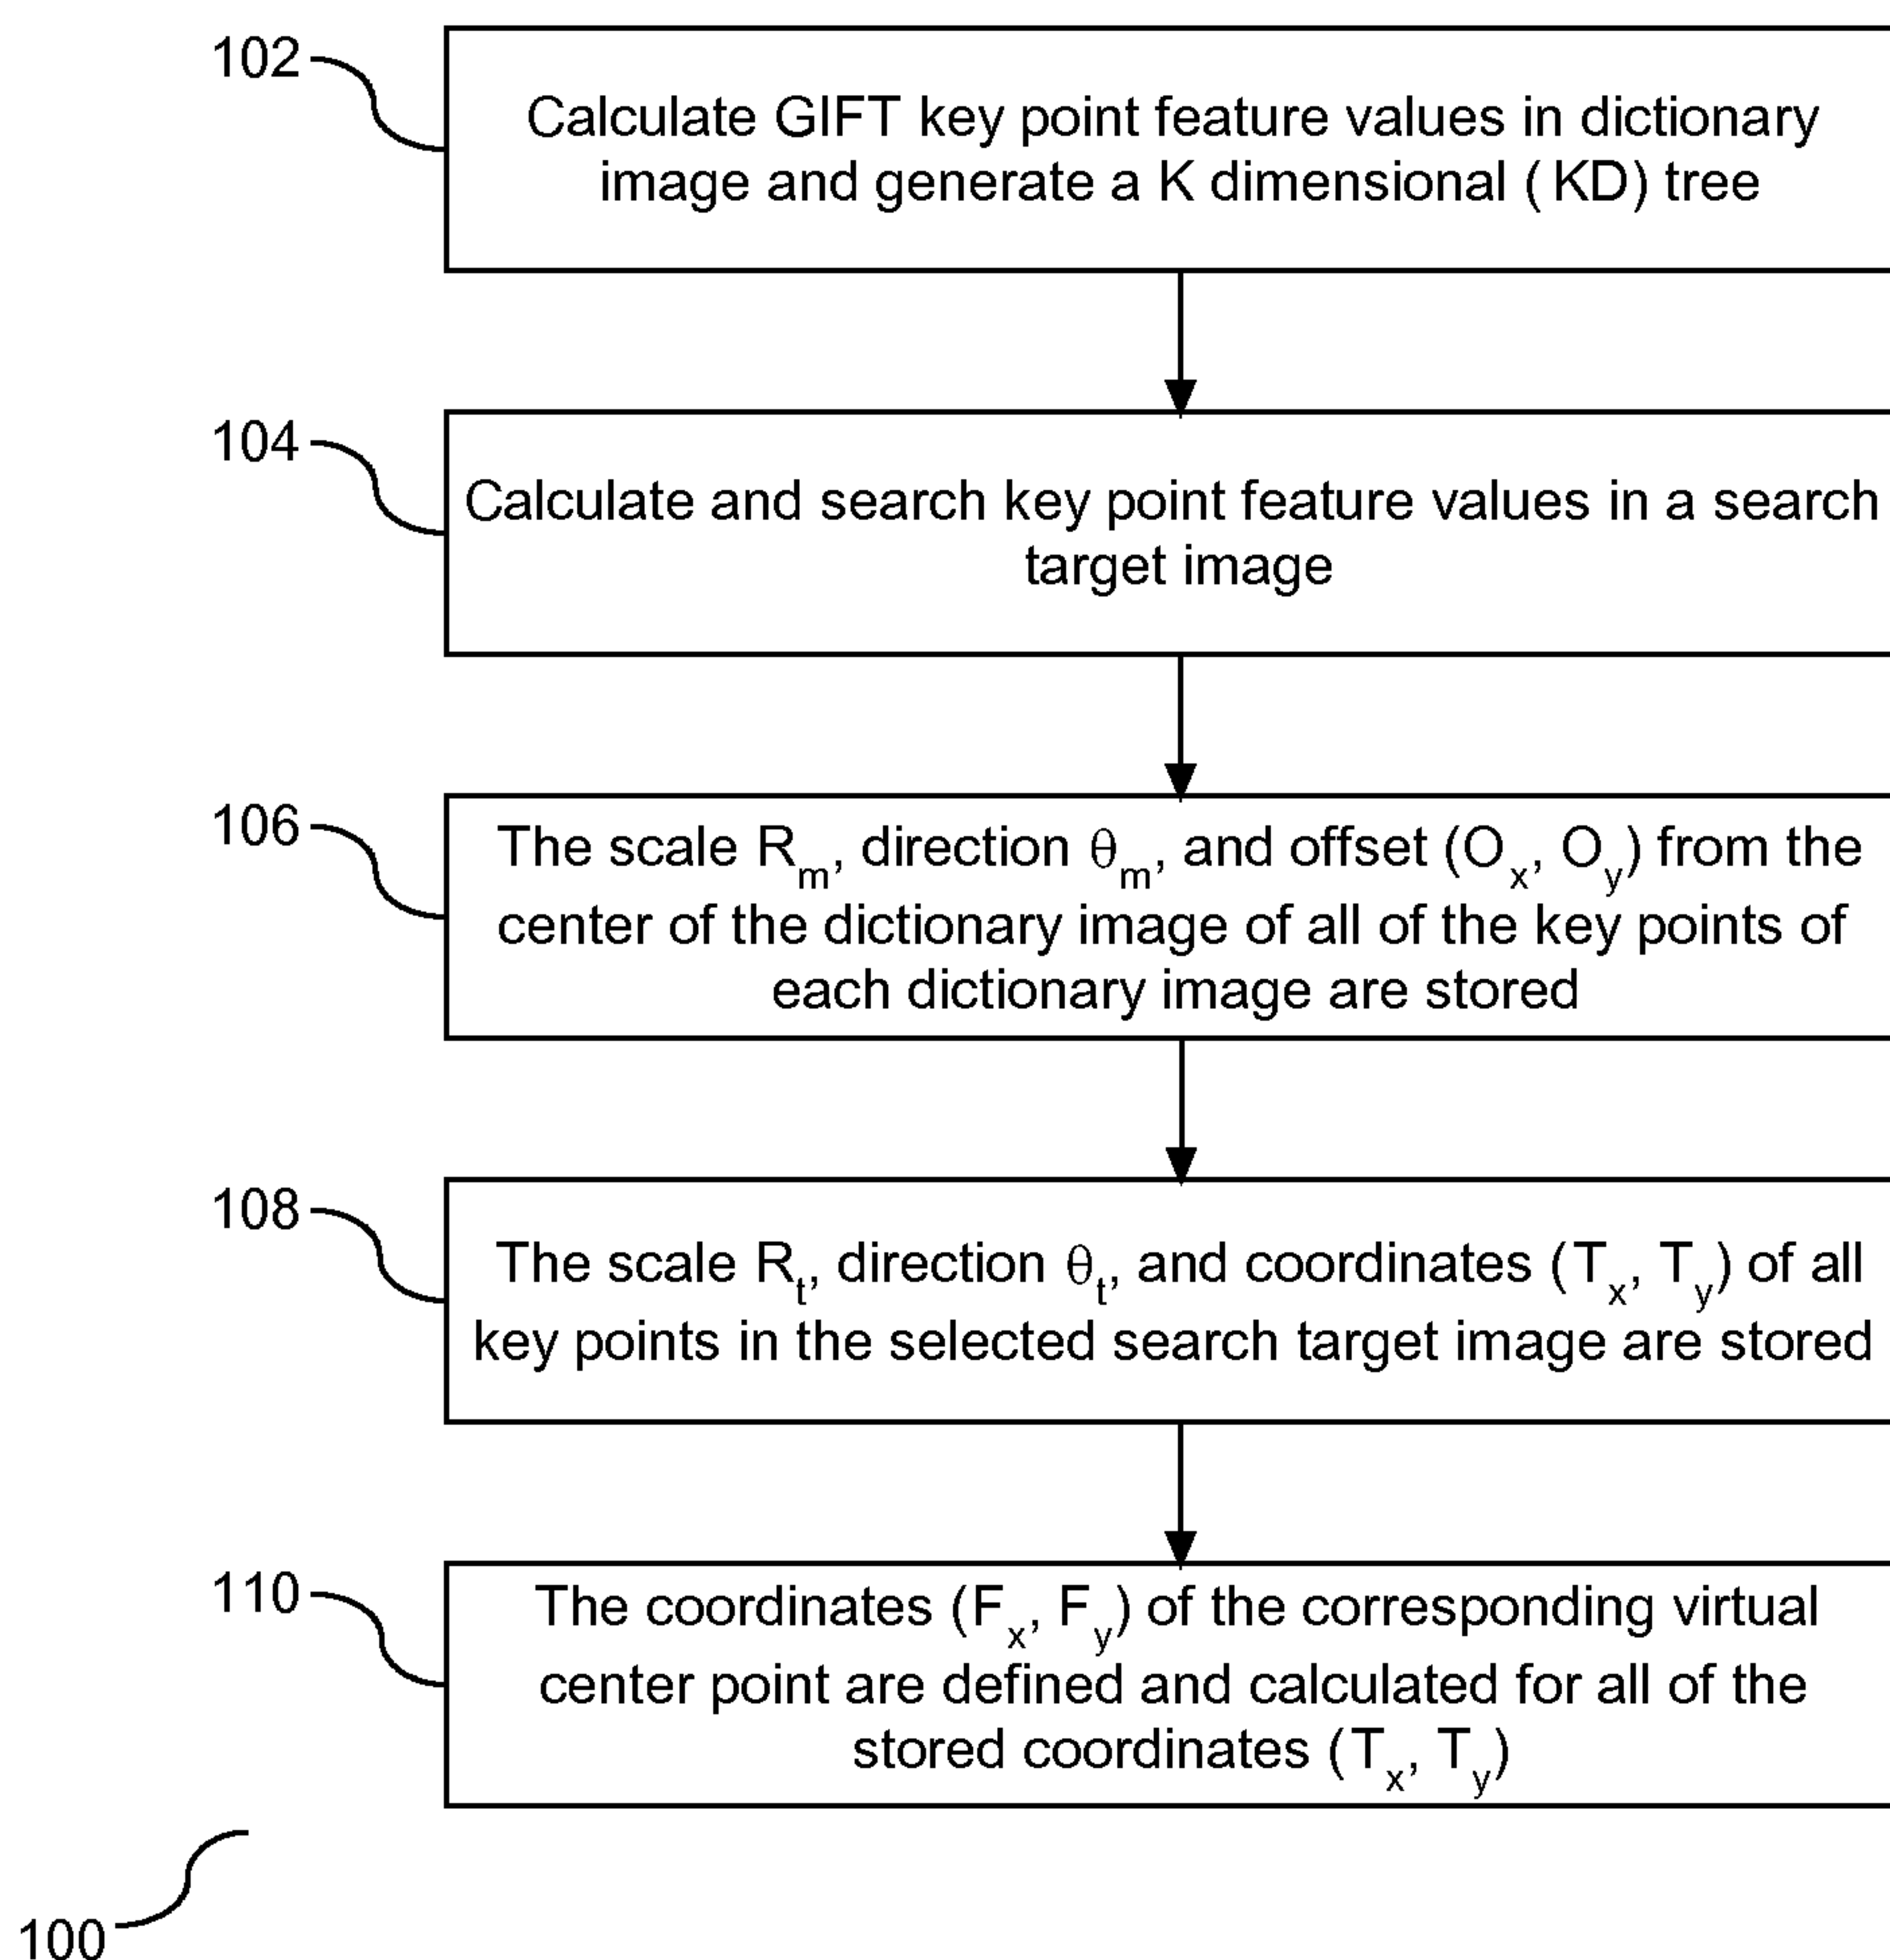 102
Calculate GIFT key point feature values in dictionary
image and generate a K dimensional ( KD) tree
104
Calculate and search key point feature values in a search
target image
106
The scale Rₘ, direction θₘ, and offset (Oₓ, O_y) from the
center of the dictionary image of all of the key points of
each dictionary image are stored
108
The scale Rₜ, direction θₜ, and coordinates (Tₓ, T_y) of all
key points in the selected search target image are stored
110
The coordinates (Fₓ, F_y) of the corresponding virtual
center point are defined and calculated for all of the
stored coordinates (Tₓ, T_y)
100